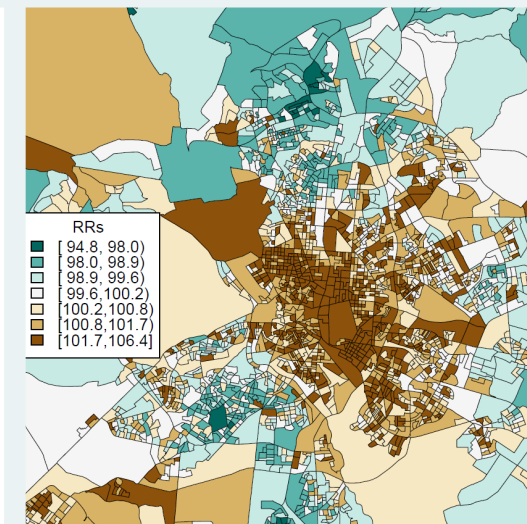 RRs
[ 94.8, 98.0)
[ 98.0, 98.9)
[ 98.9, 99.6)
[ 99.6,100.2)
[100.2,100.8)
[100.8,101.7)
[101.7,106.4]